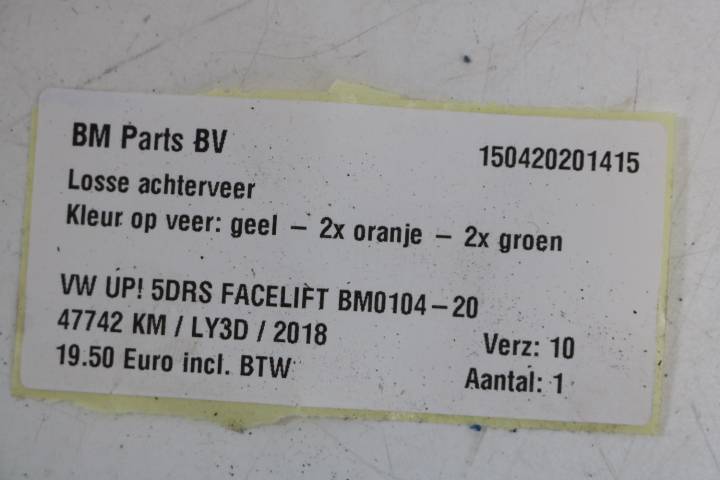 BM Parts BV 150420201415
Losse achterveer
Kleur op veer: geel – 2x oranje – 2x groen
VW UP! 5DRS FACELIFT BM0104–20
47742 KM / LY3D / 2018 Verz: 10
19.50 Euro incl. BTW Aantal: 1